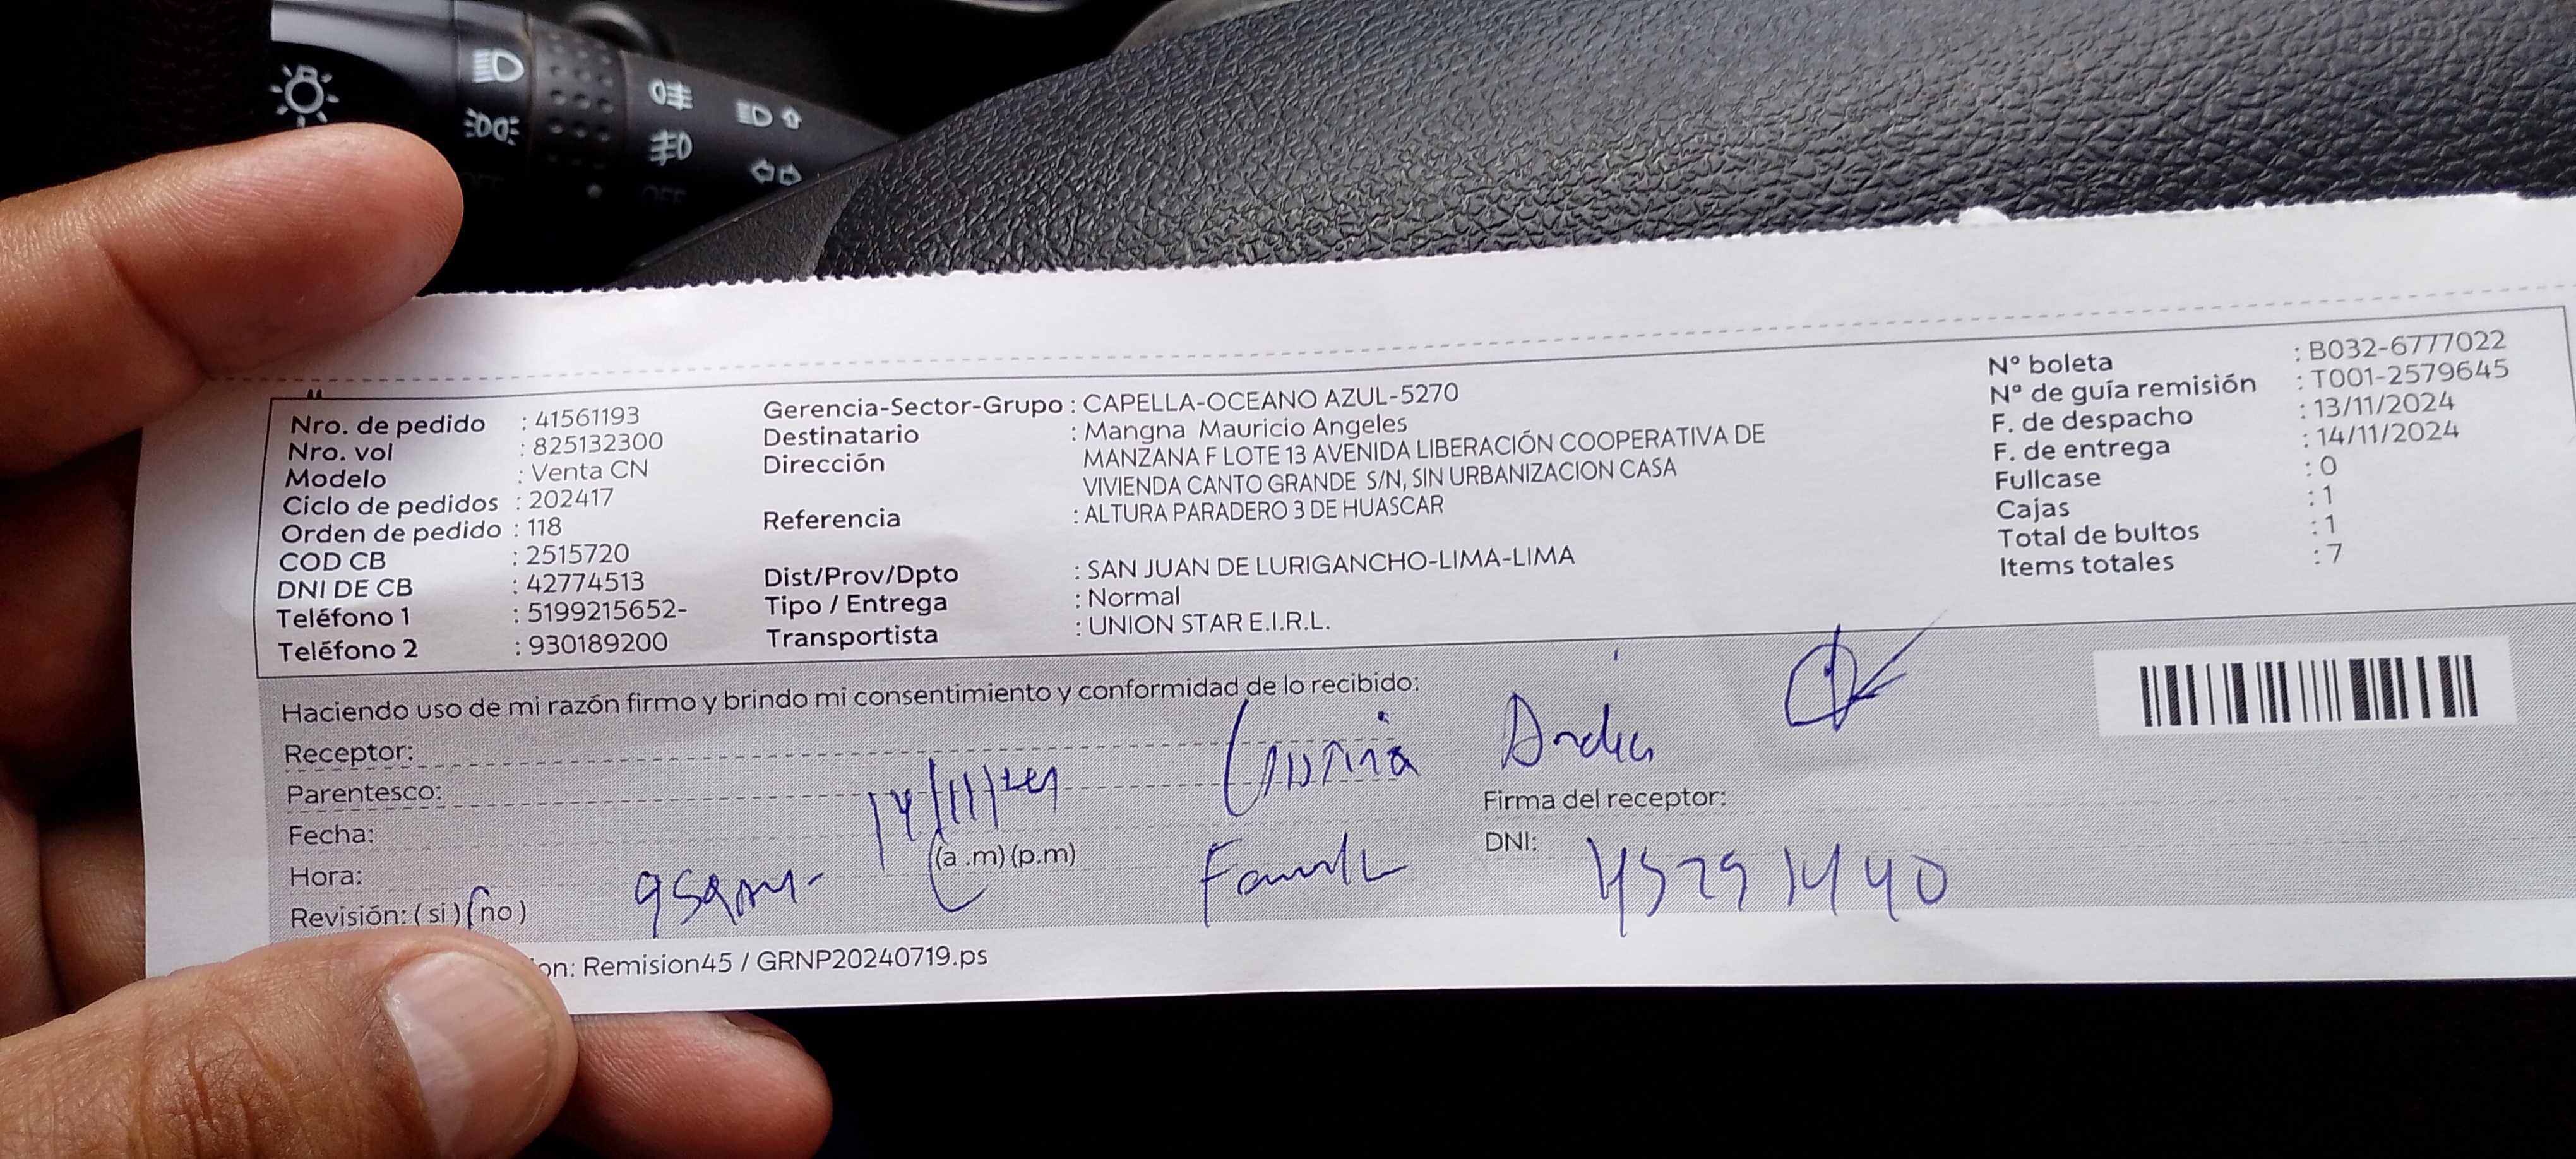 Nro. de pedido : 41561193
Nro. vol : 825132300
Modelo : Venta CN
Ciclo de pedidos : 202417
Orden de pedido : 118
COD CB : 2515720
DNI DE CB : 42774513
Teléfono 1 : 5199215652-
Teléfono 2 : 930189200
Gerencia-Sector-Grupo : CAPELLA-OCEANO AZUL-5270
Destinatario : Mangna Mauricio Angeles
Dirección : MANZANA F LOTE 13 AVENIDA LIBERACIÓN COOPERATIVA DE
VIVIENDA CANTO GRANDE S/N, SIN URBANIZACION CASA
Referencia : ALTURA PARADERO 3 DE HUASCAR
Dist/Prov/Dpto : SAN JUAN DE LURIGANCHO-LIMA-LIMA
Tipo / Entrega : Normal
Transportista : UNION STAR E.I.R.L.
Nº boleta : B032-6777022
Nº de guía remisión : T001-2579645
F. de despacho : 13/11/2024
F. de entrega : 14/11/2024
Fullcase : 0
Cajas : 1
Total de bultos : 1
Items totales : 7
Haciendo uso de mi razón firmo y brindo mi consentimiento y conformidad de lo recibido:
Receptor:
Parentesco:
Fecha: 14/11/24
Hora: (a .m) (p.m)
Revisión: ( si ) ( no )
Firma del receptor:
DNI: 45291440
on: Remision45 / GRNP20240719.ps
OFF